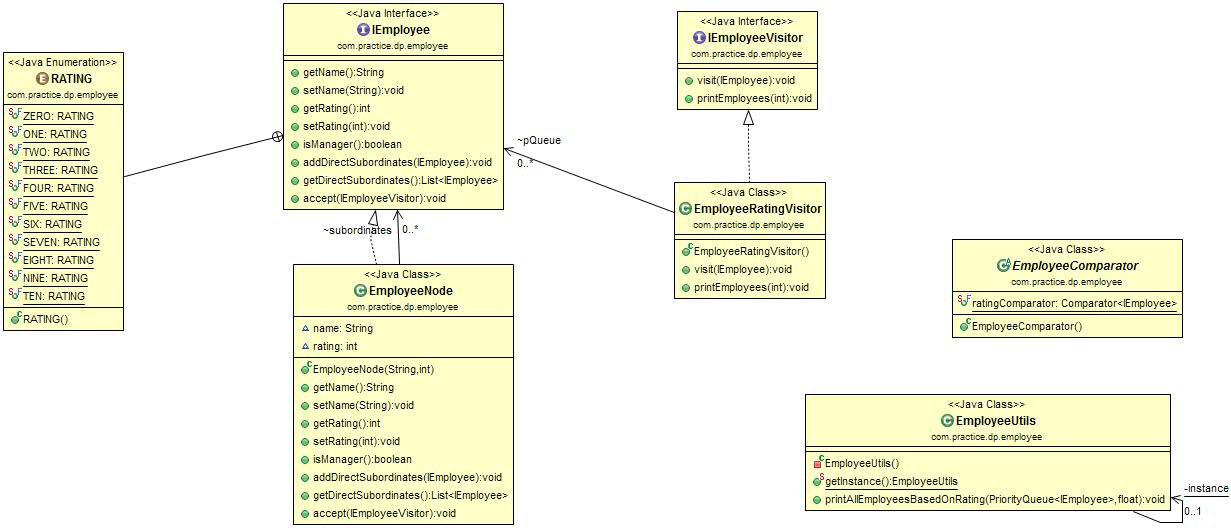 <<Java Enumeration>>
RATING
com.practice.dp.employee
ZERO: RATING
ONE: RATING
TWO: RATING
THREE: RATING
FOUR: RATING
FIVE: RATING
SIX: RATING
SEVEN: RATING
EIGHT: RATING
NINE: RATING
TEN: RATING
RATING()
<<Java Interface>>
IEmployee
com.practice.dp.employee
getName():String
setName(String):void
getRating():int
setRating(int):void
isManager():boolean
addDirectSubordinates(IEmployee):void
getDirectSubordinates():List<IEmployee>
accept(IEmployeeVisitor):void
~subordinates
0..*
<<Java Class>>
EmployeeNode
com.practice.dp.employee
name: String
rating: int
EmployeeNode(String,int)
getName():String
setName(String):void
getRating():int
setRating(int):void
isManager():boolean
addDirectSubordinates(IEmployee):void
getDirectSubordinates():List<IEmployee>
accept(IEmployeeVisitor):void
~pQueue
0..*
<<Java Interface>>
IEmployeeVisitor
com.practice.dp.employee
visit(IEmployee):void
printEmployees(int):void
<<Java Class>>
EmployeeRatingVisitor
com.practice.dp.employee
EmployeeRatingVisitor()
visit(IEmployee):void
printEmployees(int):void
<<Java Class>>
EmployeeComparator
com.practice.dp.employee
ratingComparator: Comparator<IEmployee>
EmployeeComparator()
<<Java Class>>
EmployeeUtils
com.practice.dp.employee
EmployeeUtils()
getInstance():EmployeeUtils
printAllEmployeesBasedOnRating(PriorityQueue<IEmployee>,float):void
-instance
0..1